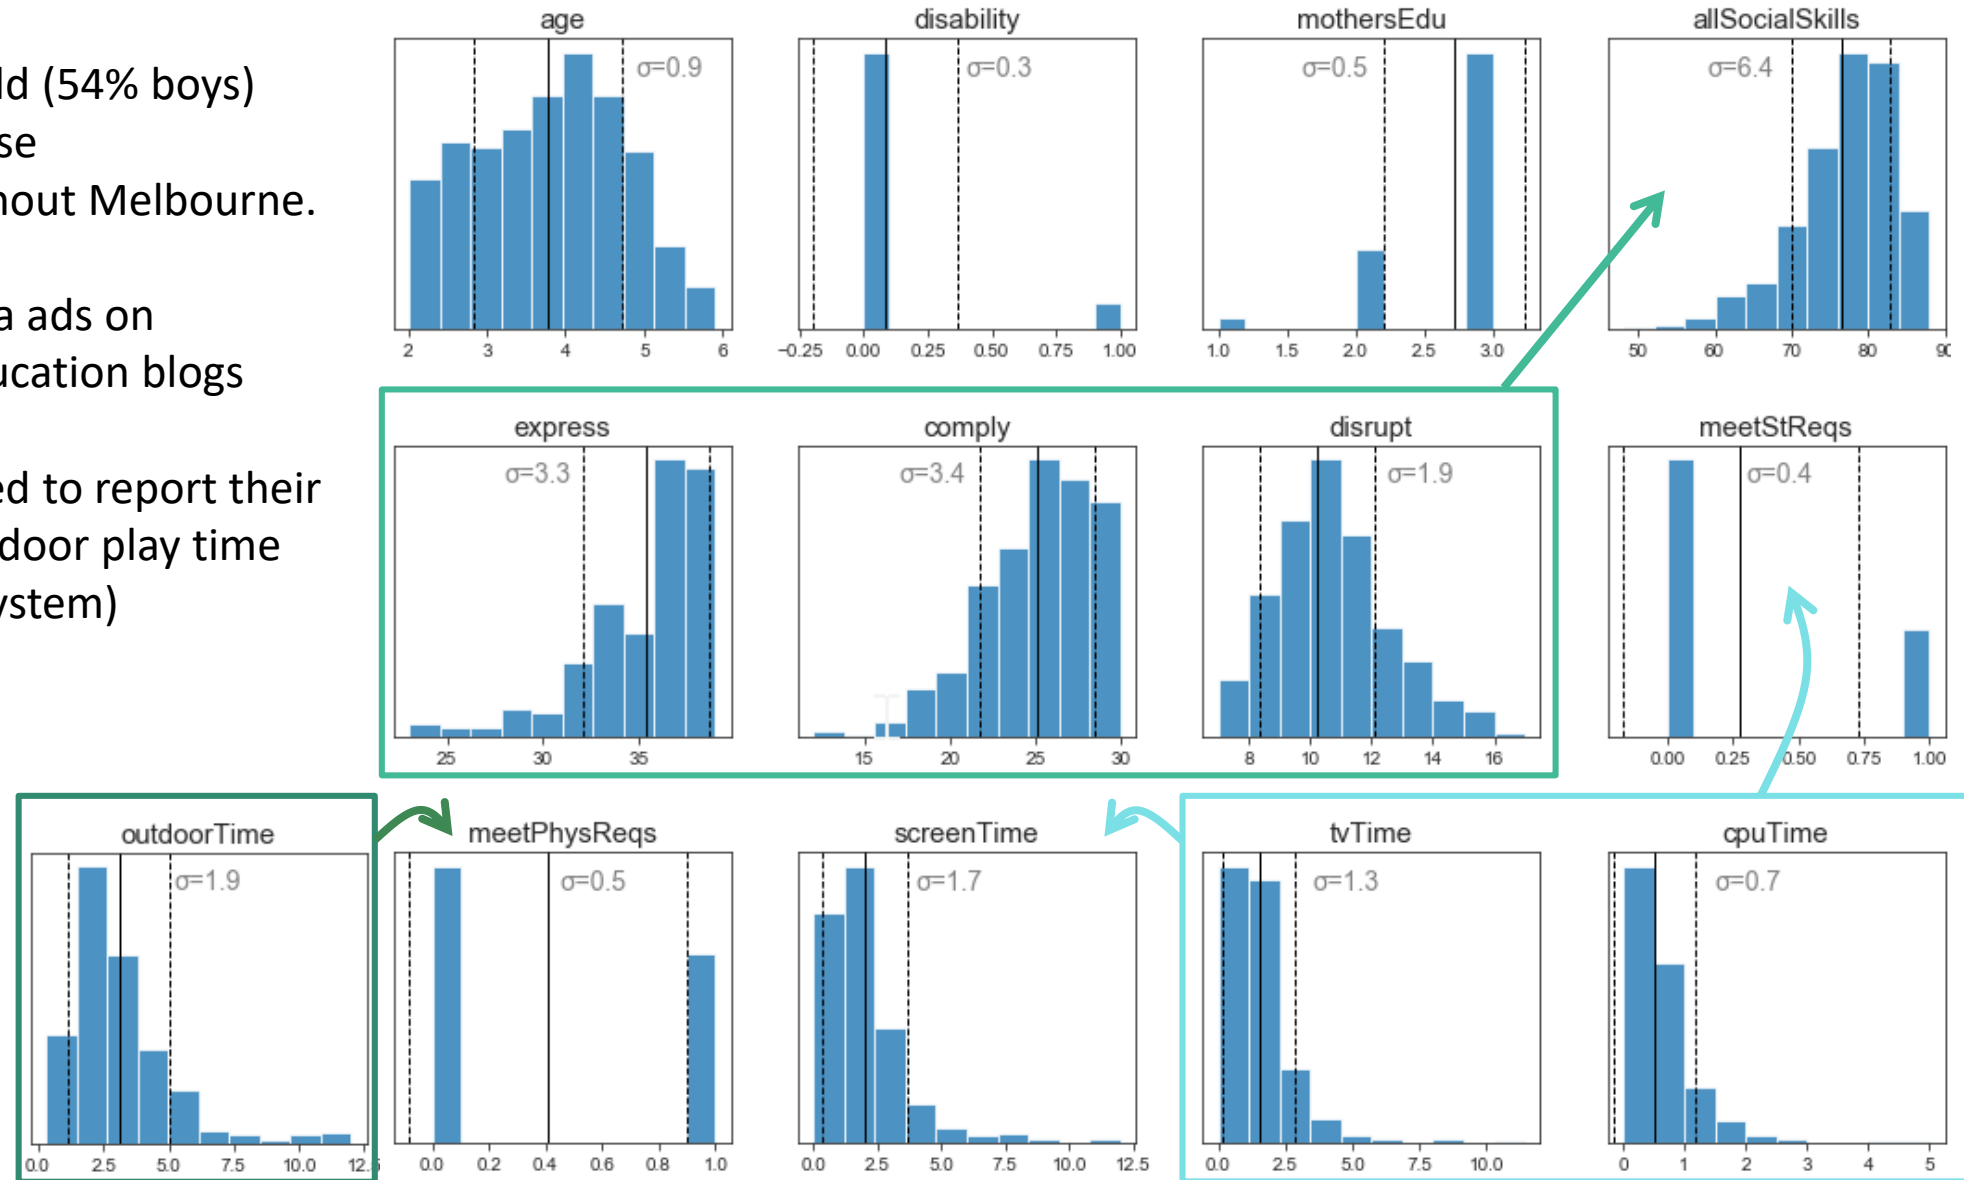 ld (54% boys)
se
hout Melbourne.
a ads on
ucation blogs
ed to report their
door play time
ystem)
age
σ=0.9
2 3 4 5 6
disability
σ=0.3
−0.25 0.00 0.25 0.50 0.75 1.00
mothersEdu
σ=0.5
1.0 1.5 2.0 2.5 3.0
allSocialSkills
σ=6.4
50 60 70 80 90
express
σ=3.3
25 30 35
comply
σ=3.4
15 20 25 30
disrupt
σ=1.9
8 10 12 14 16
meetStReqs
σ=0.4
0.00 0.25 0.50 0.75 1.00
outdoorTime
σ=1.9
0.0 2.5 5.0 7.5 10.0 12.5
meetPhysReqs
σ=0.5
0.0 0.2 0.4 0.6 0.8 1.0
screenTime
σ=1.7
0.0 2.5 5.0 7.5 10.0 12.5
tvTime
σ=1.3
0.0 2.5 5.0 7.5 10.0
cpuTime
σ=0.7
0 1 2 3 4 5